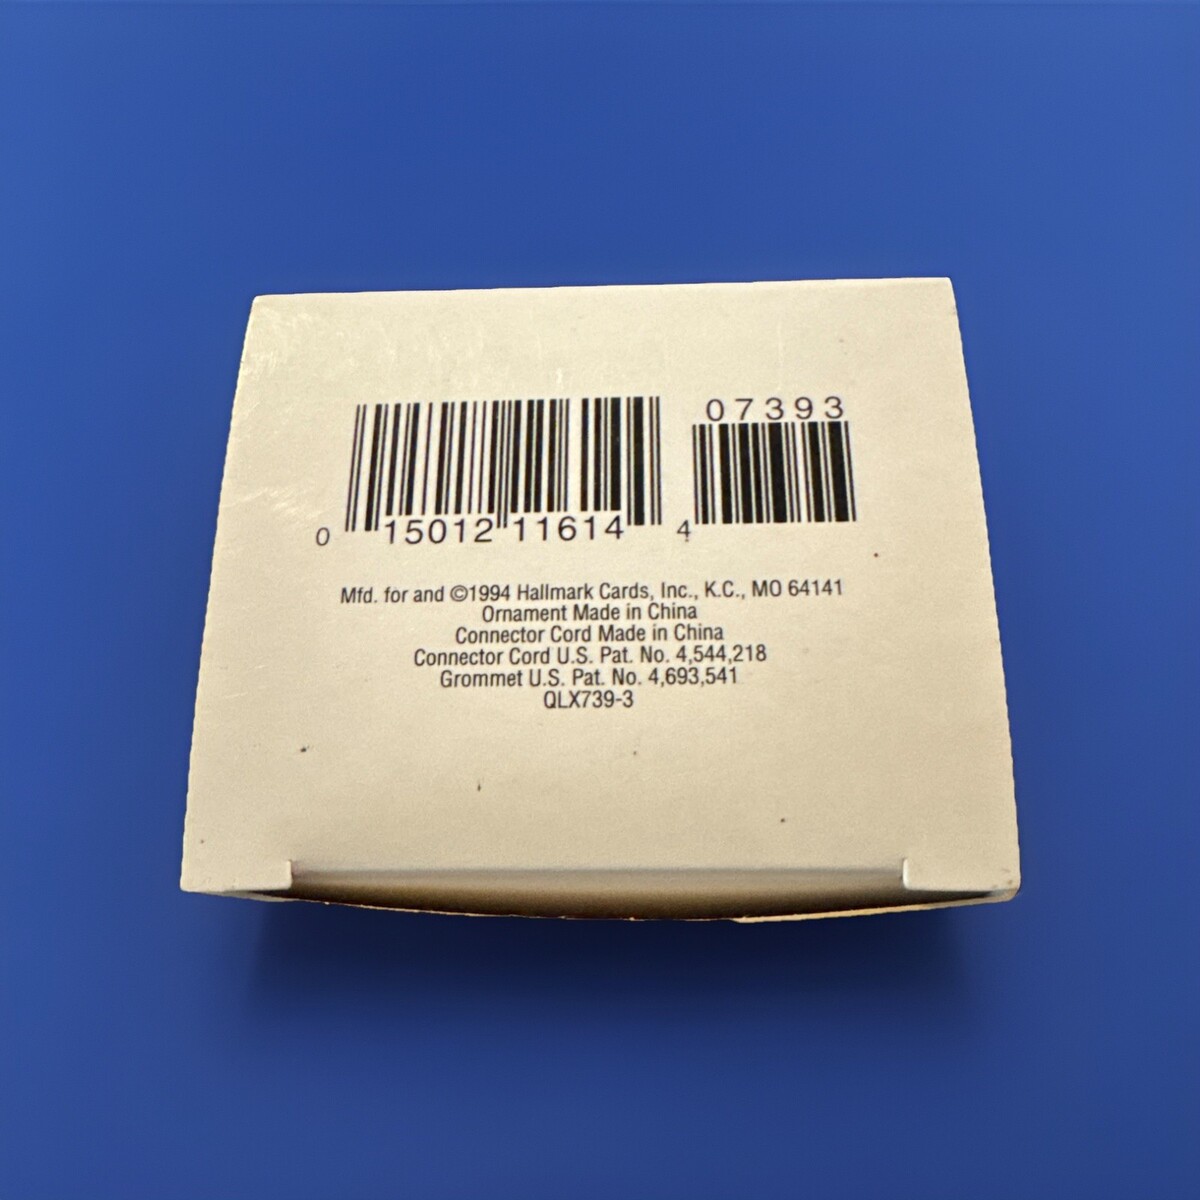 07393
0 15012 11614 4
Mfd. for and ©1994 Hallmark Cards, Inc., K.C., MO 64141
Ornament Made in China
Connector Cord Made in China
Connector Cord U.S. Pat. No. 4,544,218
Grommet U.S. Pat. No. 4,693,541
QLX739-3